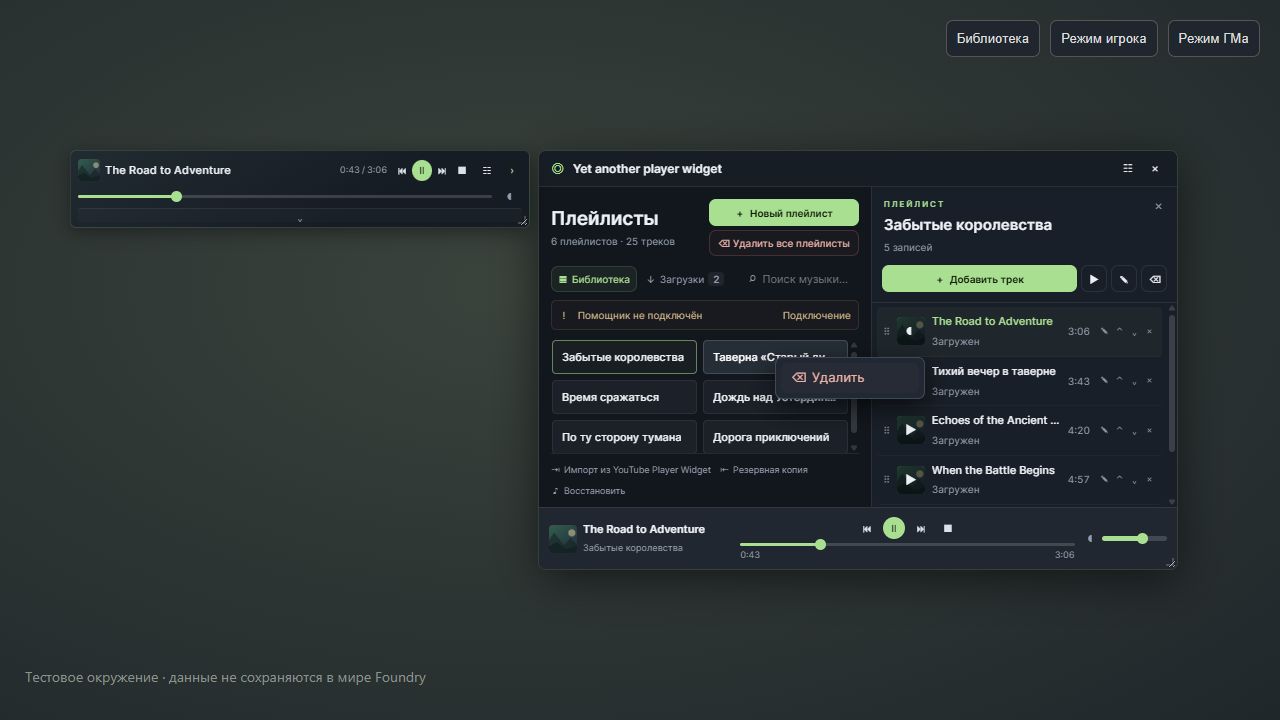 Библиотека
Режим игрока
Режим ГМа
The Road to Adventure
0:43 / 3:06
Yet another player widget
Плейлисты
6 плейлистов · 25 треков
+ Новый плейлист
Удалить все плейлисты
Библиотека
Загрузки 2
Поиск музыки...
! Помощник не подключён
Подключение
Забытые королевства
Таверна «Старый
Время сражаться
Дождь над
По ту сторону тумана
Дорога приключений
Импорт из YouTube Player Widget
Резервная копия
Восстановить
Удалить
ПЛЕЙЛИСТ
Забытые королевства
5 записей
+ Добавить трек
The Road to Adventure
Загружен
3:06
Тихий вечер в таверне
Загружен
3:43
Echoes of the Ancient ...
Загружен
4:20
When the Battle Begins
Загружен
4:57
The Road to Adventure
Забытые королевства
0:43
3:06
Тестовое окружение · данные не сохраняются в мире Foundry